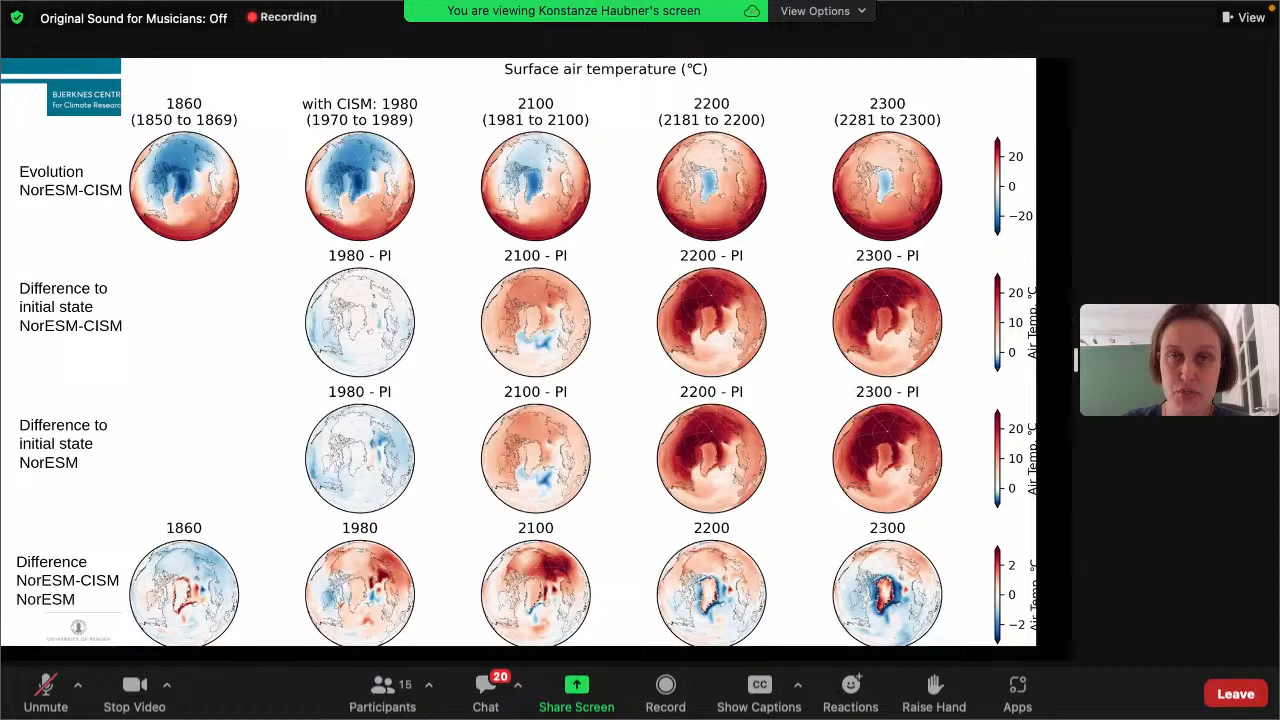 Original Sound for Musicians: Off
Recording
You are viewing Konstanze Haubner's screen
View Options
View
BJERKNES CENTR
for Climate Researc
Surface air temperature (℃)
1860
(1850 to 1869)
with CISM: 1980
(1970 to 1989)
2100
(1981 to 2100)
2200
(2181 to 2200)
2300
(2281 to 2300)
Evolution
NorESM-CISM
20
0
−20
1980 - PI
2100 - PI
2200 - PI
2300 - PI
Difference to
initial state
NorESM-CISM
20
10
0
Air Temp. ℃
1980 - PI
2100 - PI
2200 - PI
2300 - PI
Difference to
initial state
NorESM
20
10
0
Air Temp. ℃
1860
1980
2100
2200
2300
Difference
NorESM-CISM
NorESM
2
0
−2
Air Temp. ℃
UNIVERSITY OF BERGEN
Unmute
Stop Video
15
Participants
20
Chat
Share Screen
Record
CC
Show Captions
Reactions
Raise Hand
Apps
Leave